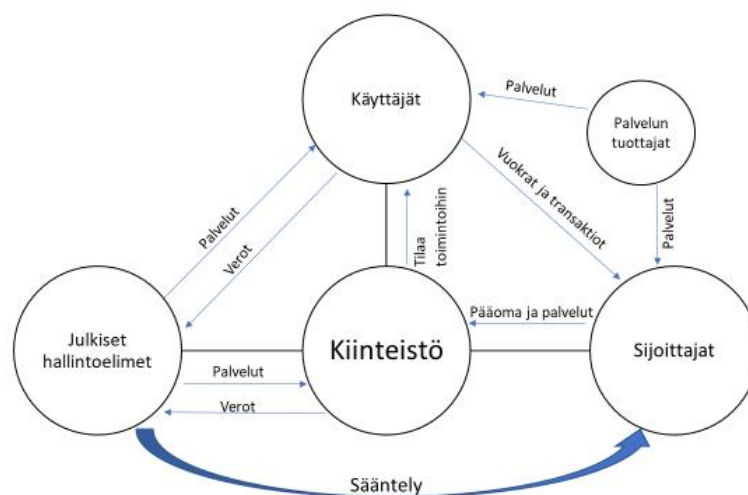 Käyttäjät
Palvelut
Palvelun
tuottajat
Vuokrat ja transaktiot
Palvelut
Palvelut
Verot
Tilaa
toimintoihin
Julkiset
hallintoelimet
Palvelut
Verot
Kiinteistö
Pääoma ja palvelut
Sijoittajat
Sääntely